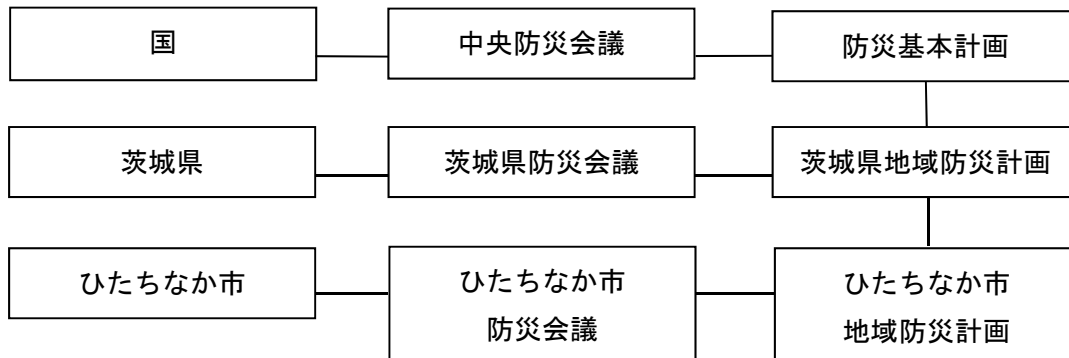 国
中央防災会議
防災基本計画
茨城県
茨城県防災会議
茨城県地域防災計画
ひたちなか市
ひたちなか市
防災会議
ひたちなか市
地域防災計画